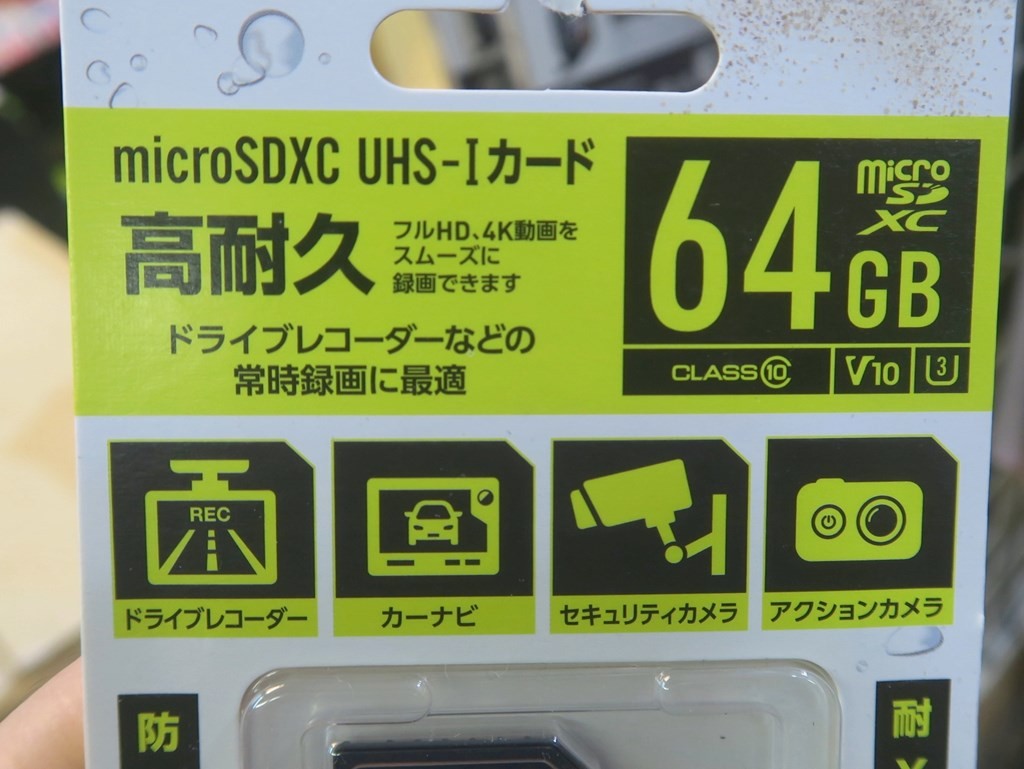 microSDXC UHS-Iカード
高耐久
フルHD、4K動画を
スムーズに
録画できます
ドライブレコーダーなどの
常時録画に最適
64GB
micro
SD
XC
CLASS10
V10
U3
REC
ドライブレコーダー
カーナビ
セキュリティカメラ
アクションカメラ
防
耐X